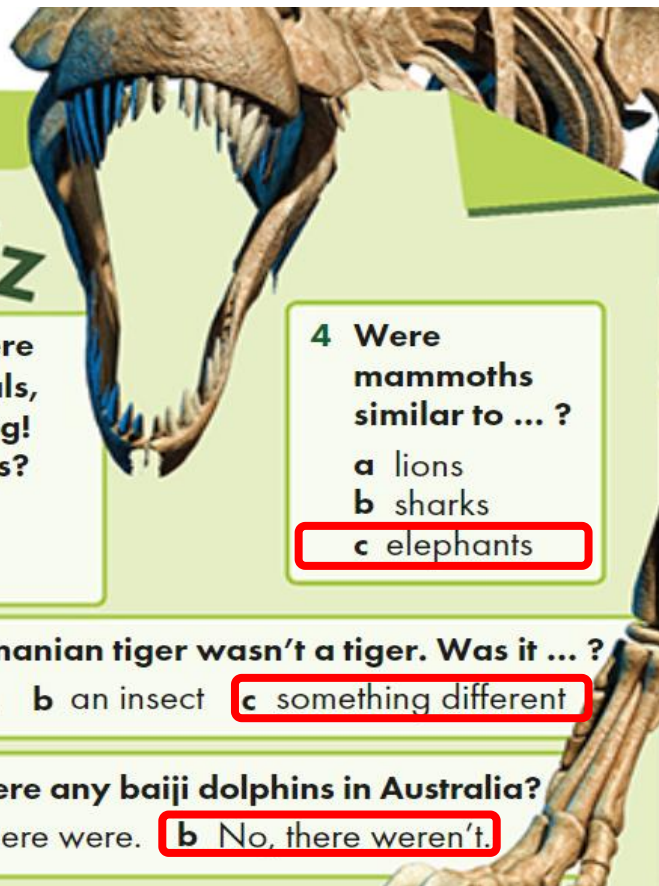 z
re
ls,
g!
s?
4 Were
mammoths
similar to ... ?
a lions
b sharks
c elephants
manian tiger wasn't a tiger. Was it ... ?
b an insect c something different
ere any baiji dolphins in Australia?
ere were. b No, there weren't.